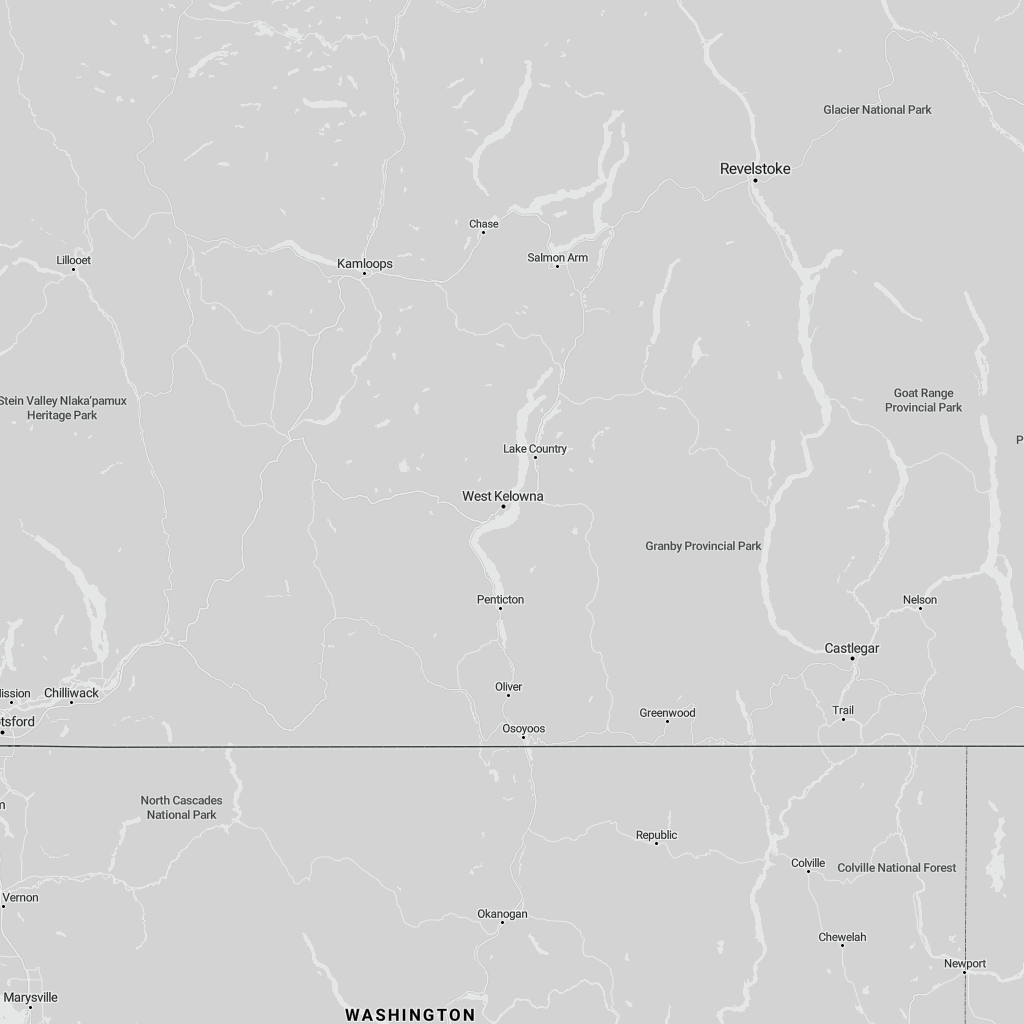 Glacier National Park
Revelstoke
Chase
Salmon Arm
Lillooet
Kamloops
Stein Valley Nlaka'pamux
Heritage Park
Goat Range
Provincial Park
P
Lake Country
West Kelowna
Granby Provincial Park
Penticton
Nelson
Castlegar
ission
Chilliwack
Oliver
Trail
Greenwood
otsford
Osoyoos
North Cascades
National Park
m
Republic
Colville
Colville National Forest
Vernon
Okanogan
Chewelah
Newport
Marysville
WASHINGTON